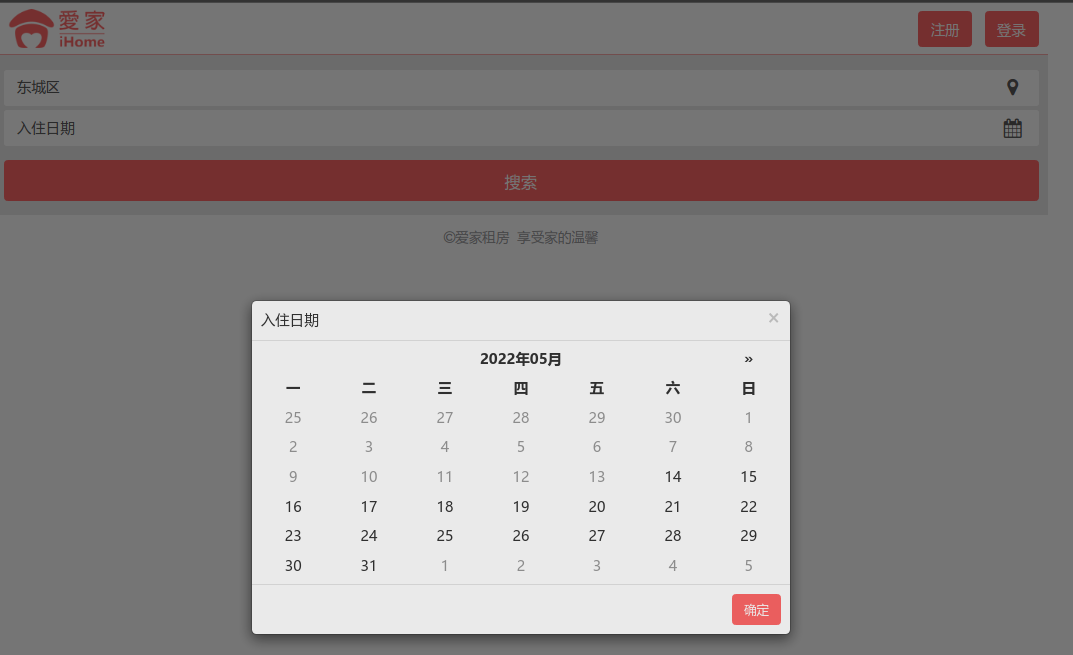 愛家
iHome
注册 登录
东城区
入住日期
搜索
©爱家租房 享受家的温馨
入住日期 ×
2022年05月 »
一 二 三 四 五 六 日
25 26 27 28 29 30 1
2 3 4 5 6 7 8
9 10 11 12 13 14 15
16 17 18 19 20 21 22
23 24 25 26 27 28 29
30 31 1 2 3 4 5
确定